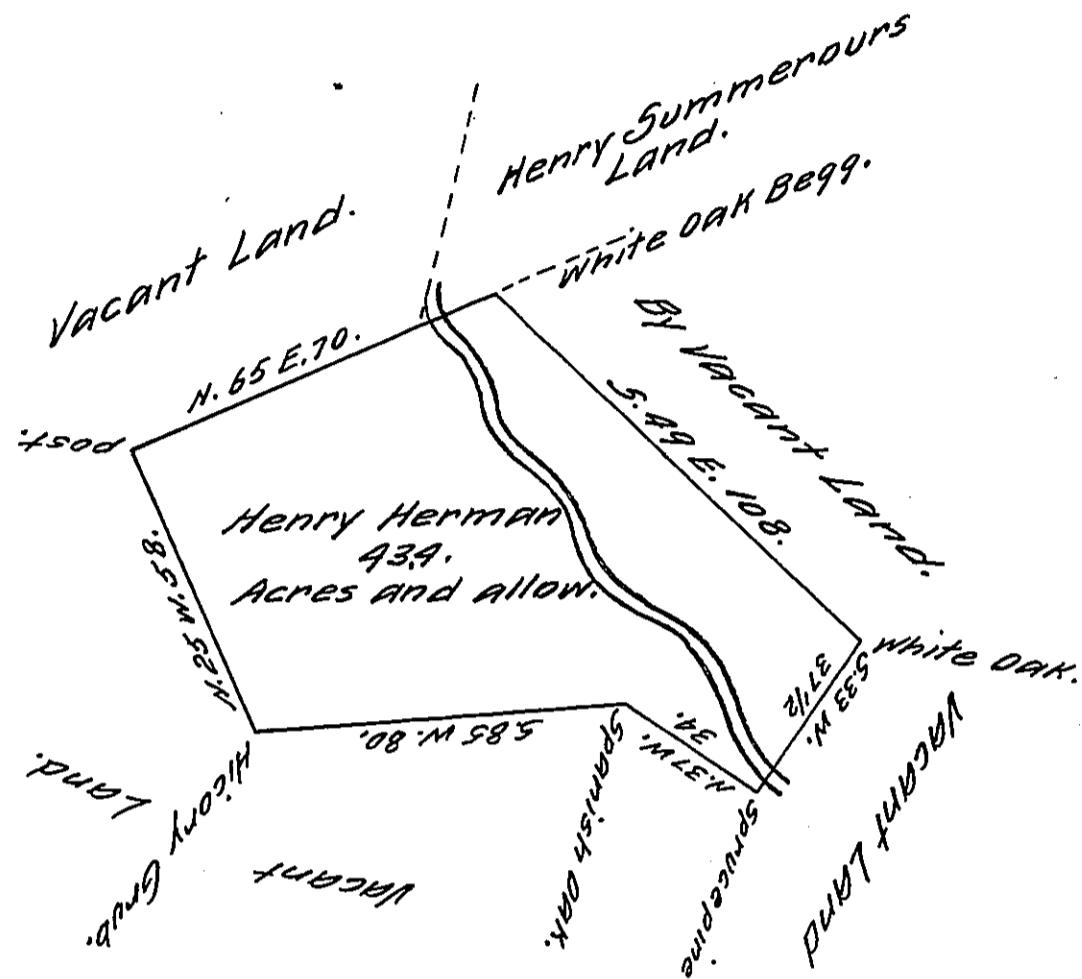 Henry Summerours
Land.
Vacant Land.
White Oak Begg.
By Vacant Land.
N. 65 E. 70.
S. 49 E. 108.
post.
Henry Herman
434.
Acres and allow.
N. 25 W. 58.
White Oak.
S. 33 W.
37 1/2
S 85 W. 80.
N. 37 W.
34.
Spanish Oak.
Sprucepine
Hicory Grub.
Vacant
Land.
Vacant Land